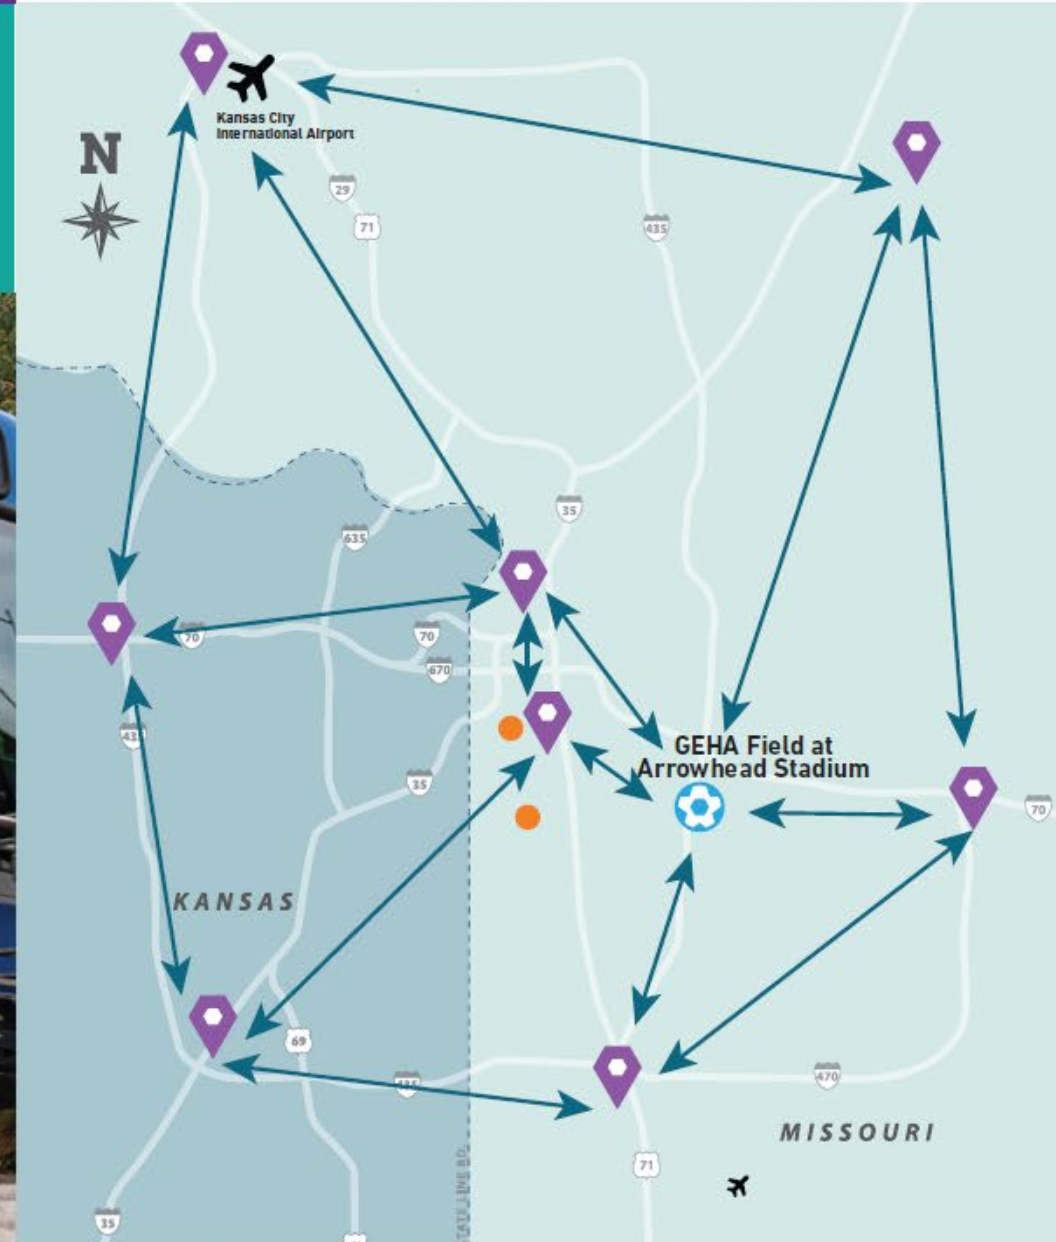 Kansas City
International Airport
N
29
71
435
35
635
70
70
670
435
35
GEHA Field at
Arrowhead Stadium
70
KANSAS
69
435
470
MISSOURI
STATE LINE RD.
71
35